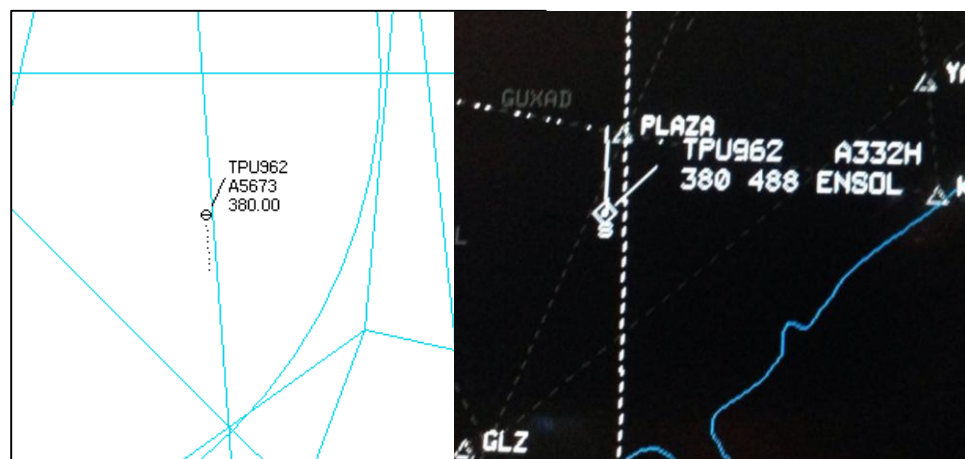 TPU962
A5673
380.00
GUXAD
PLAZA
TPU962 A332H
380 488 ENSOL
GLZ